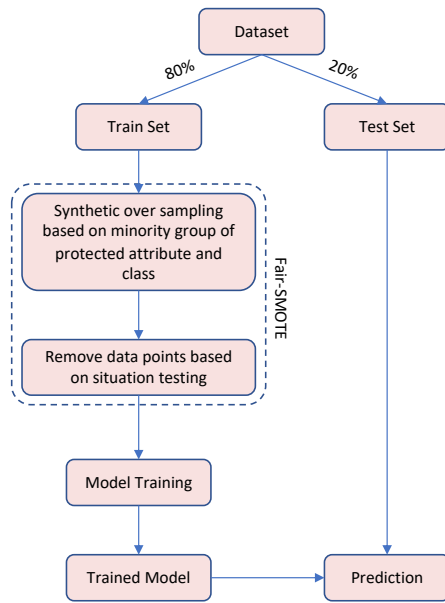 Dataset
80%
20%
Train Set
Test Set
Synthetic over sampling
based on minority group of
protected attribute and
class
Fair-SMOTE
Remove data points based
on situation testing
Model Training
Trained Model
Prediction